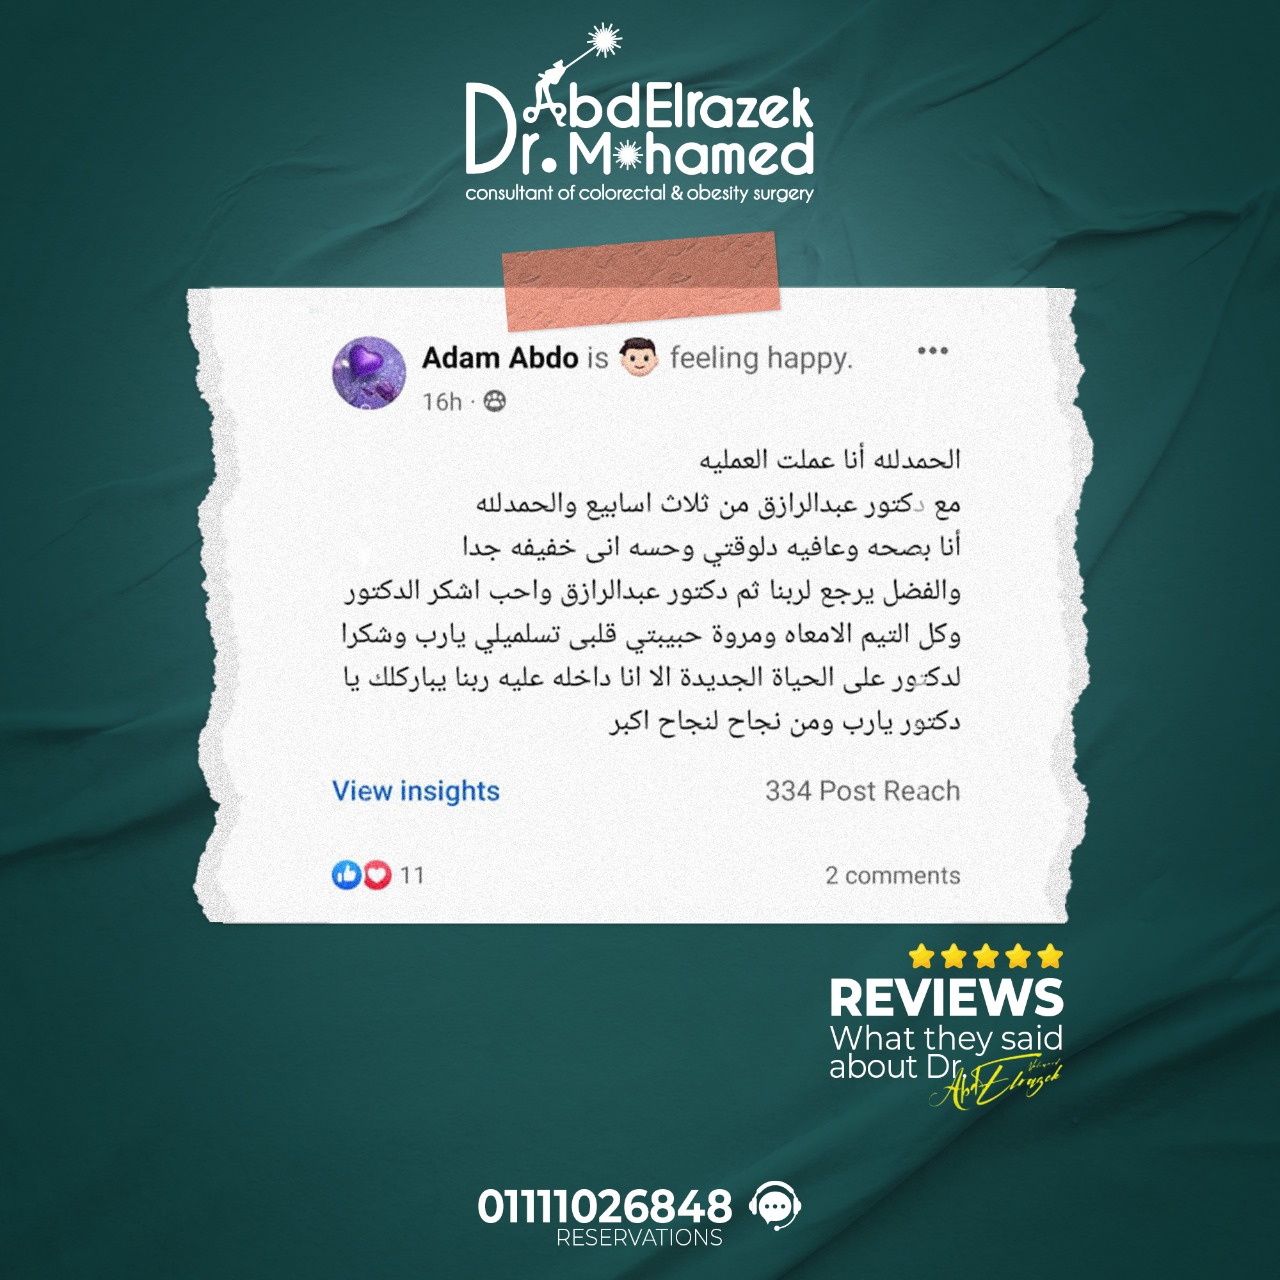 Dr. AbdElrazek
Mohamed
consultant of colorectal & obesity surgery
Adam Abdo is feeling happy.
16h ·
الحمدلله أنا عملت العمليه
مع دكتور عبدالرازق من ثلاث اسابيع والحمدلله
أنا بصحه وعافيه دلوقتي وحسه انى خفيفه جدا
والفضل يرجع لربنا ثم دكتور عبدالرازق واحب اشكر الدكتور
وكل التيم الامعاه ومروة حبيبتي قلبى تسلميلي يارب وشكرا
لدكتور على الحياة الجديدة الا انا داخله عليه ربنا يباركلك يا
دكتور يارب ومن نجاح لنجاح اكبر
View insights 334 Post Reach
11 2 comments
REVIEWS
What they said
about Dr. AbdElrazek
01111026848
RESERVATIONS